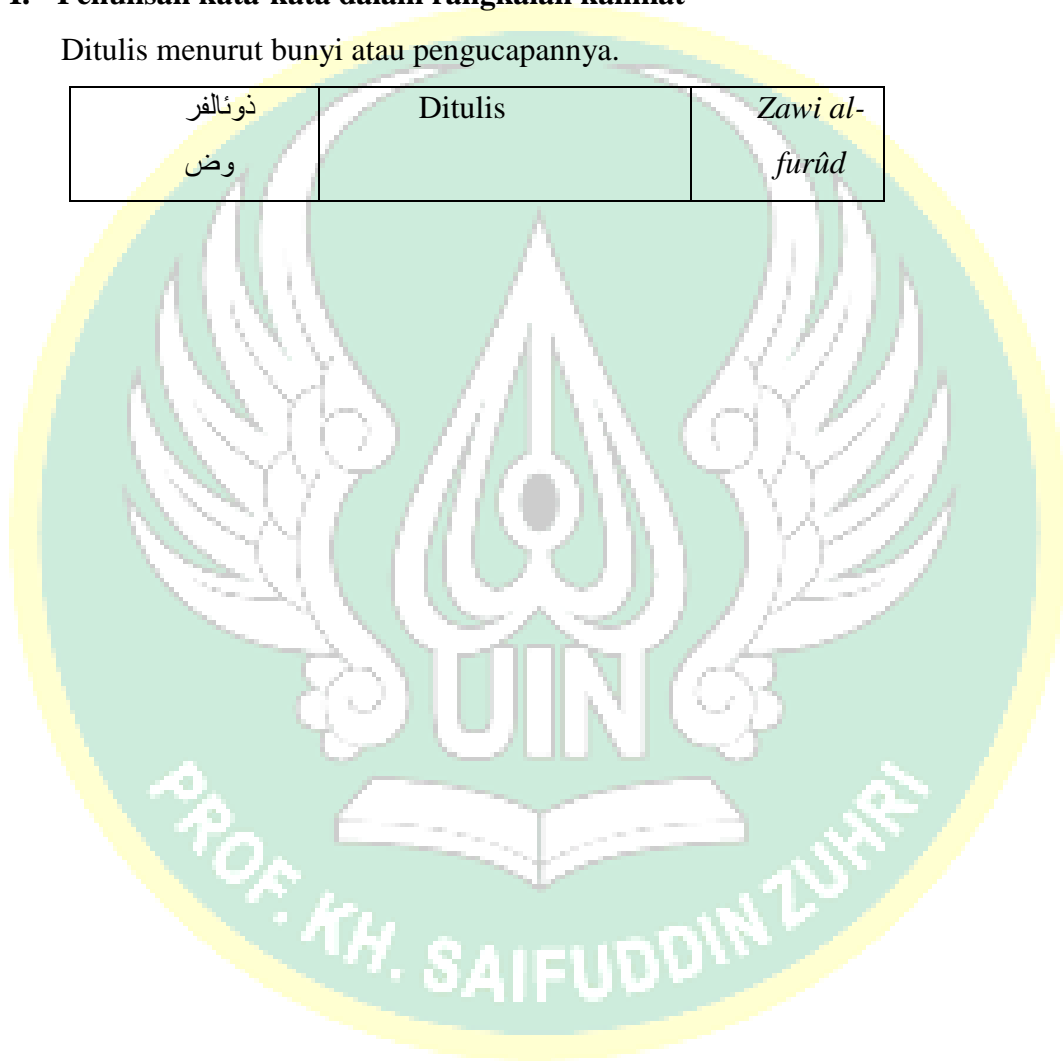 I. Penulisan kata-kata dalam rangkaian kalimat
Ditulis menurut bunyi atau pengucapannya.
ذوئالفر Ditulis Zawi al-
وض furûd
UIN
PROF. KH. SAIFUDDIN ZUHRI